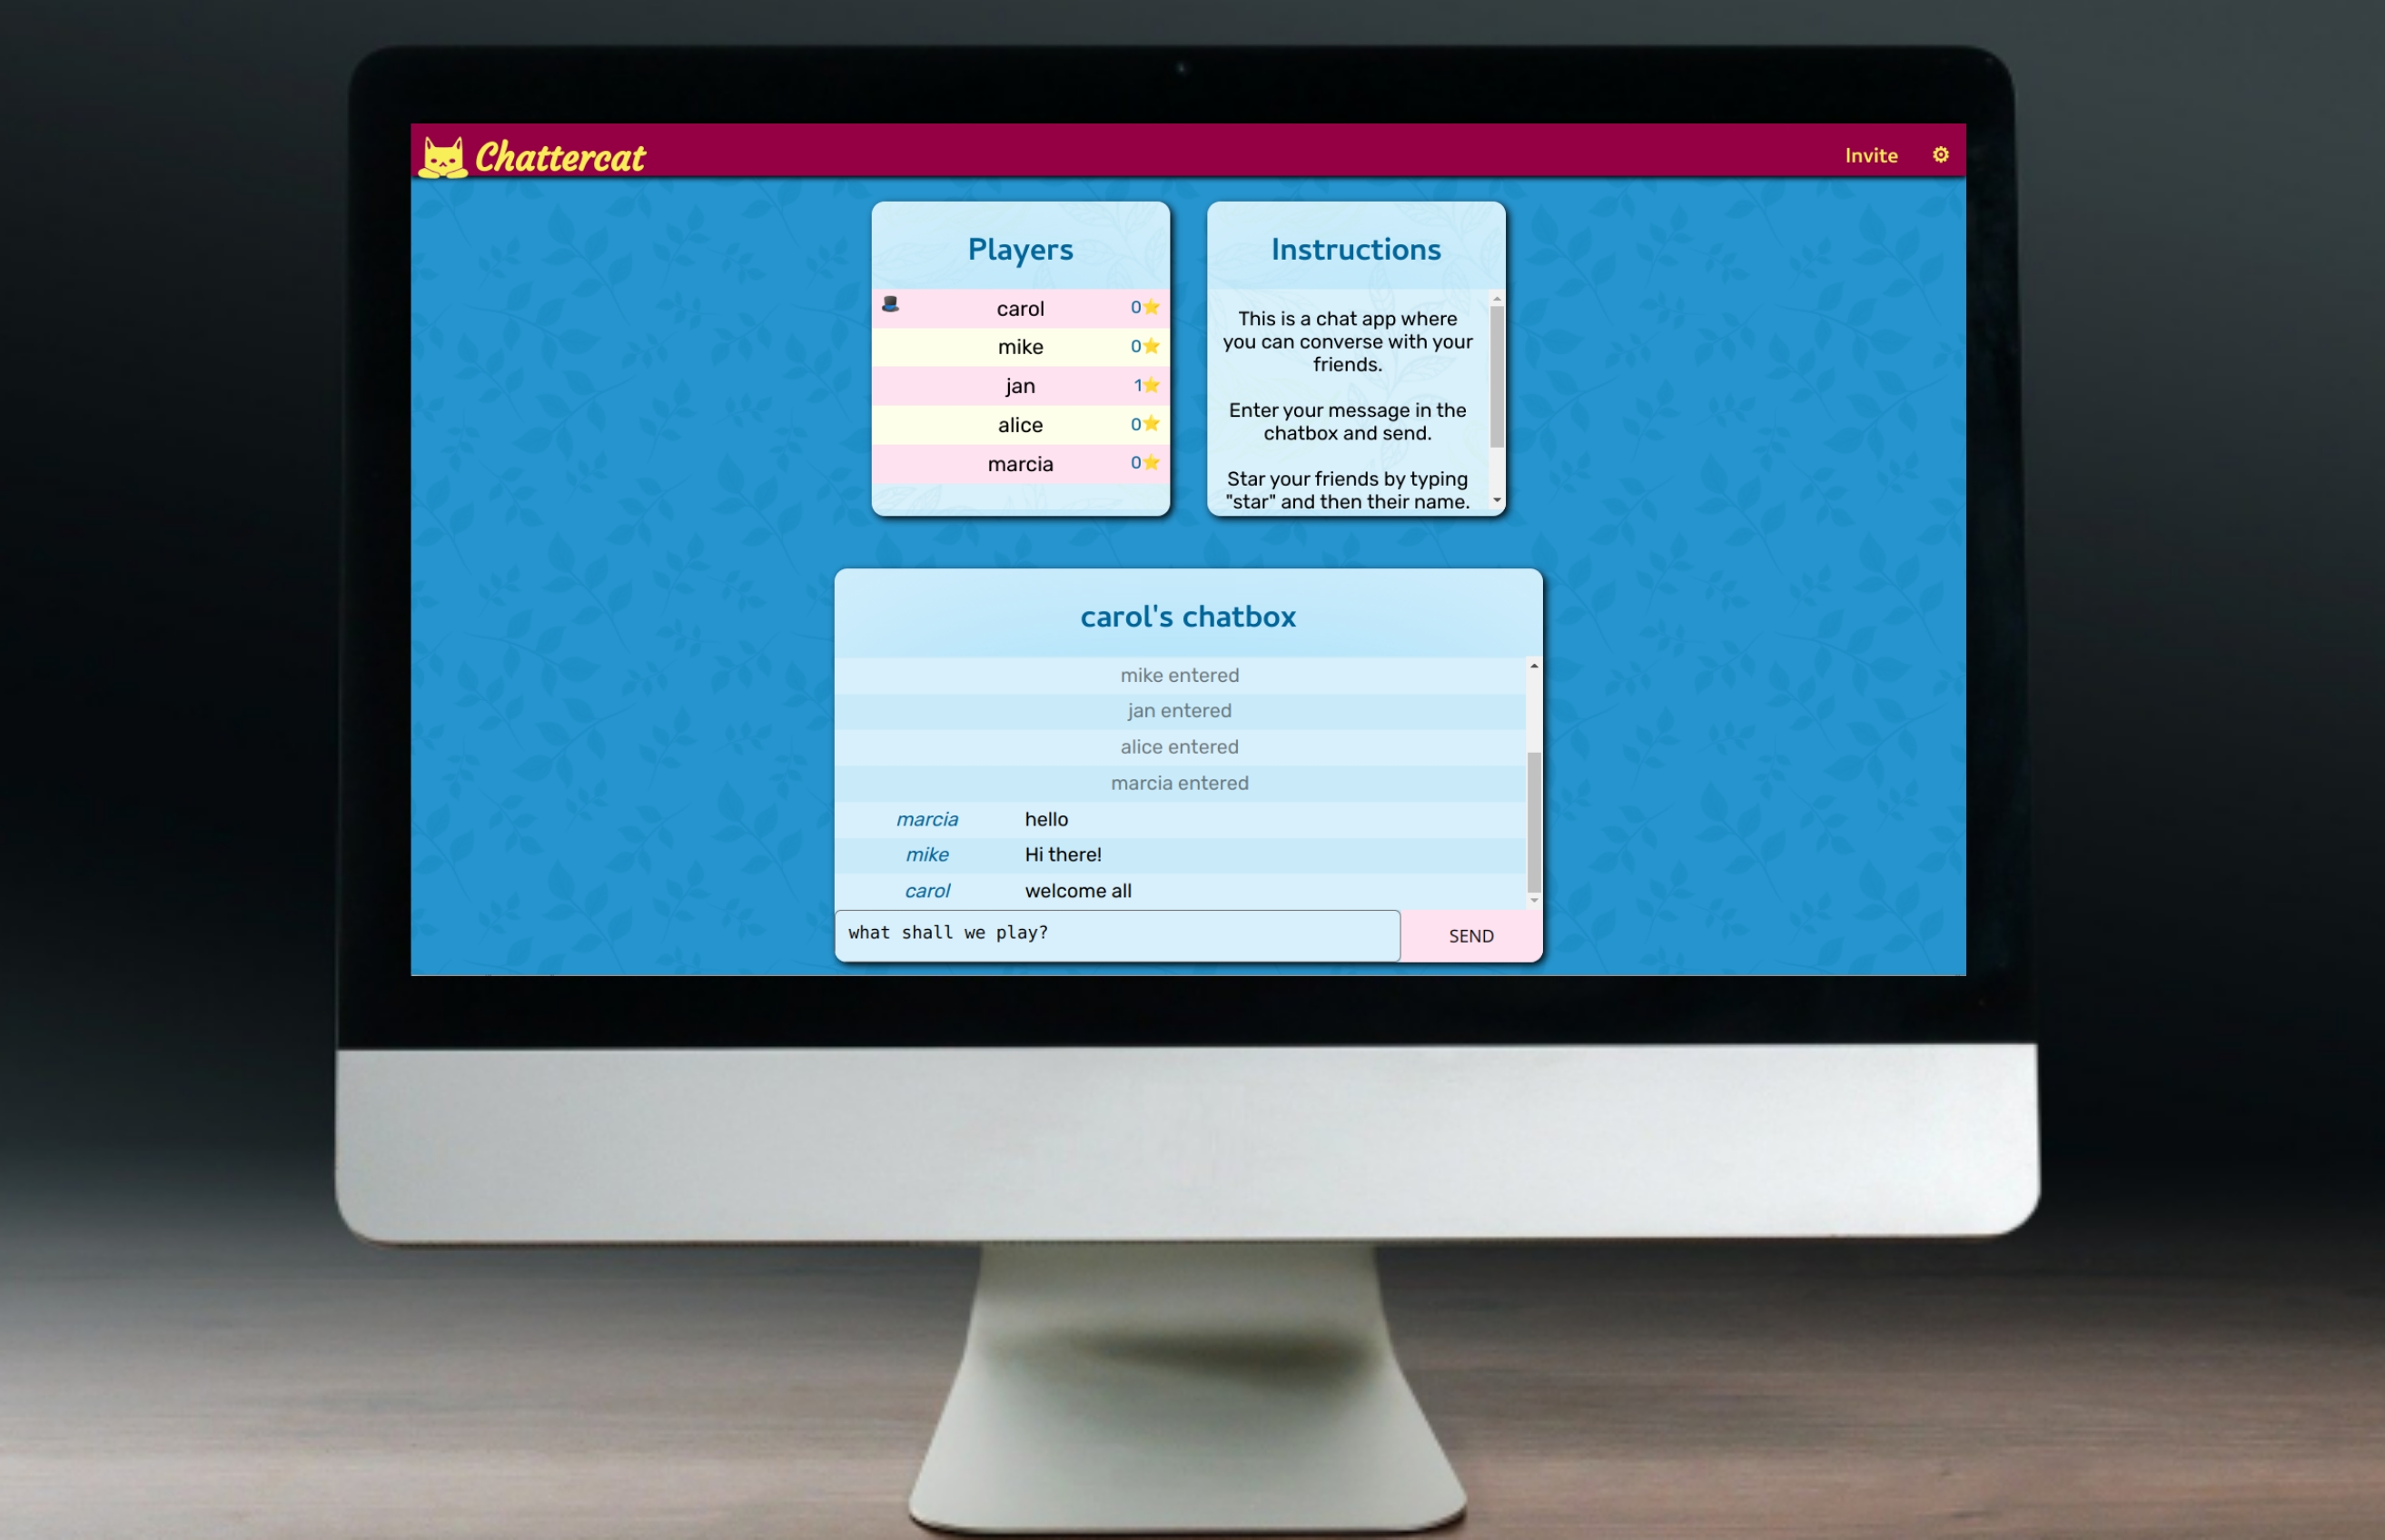 Chattercat
Invite
Players
carol 0
mike 0
jan 1
alice 0
marcia 0
Instructions
This is a chat app where
you can converse with your
friends.
Enter your message in the
chatbox and send.
Star your friends by typing
"star" and then their name.
carol's chatbox
mike entered
jan entered
alice entered
marcia entered
marcia hello
mike Hi there!
carol welcome all
what shall we play?
SEND